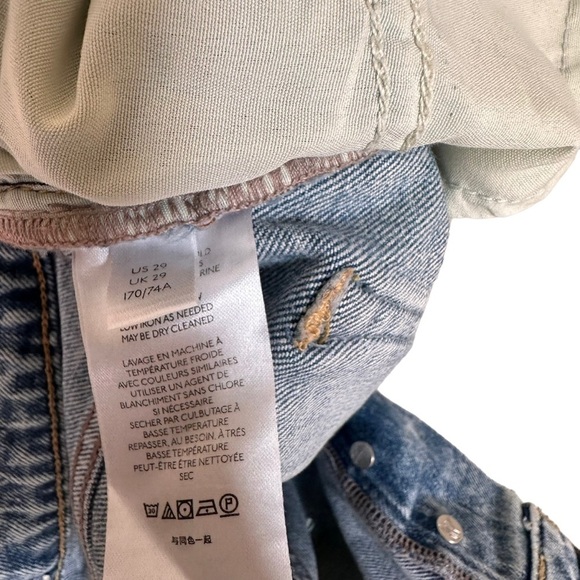 US 29
UK 29
170/74A
LOW IRON AS NEEDED
MAY BE DRY CLEANED
LAVAGE EN MACHINE À
TEMPÉRATURE FROIDE
AVEC COULEURS SIMILAIRES
UTILISER UN AGENT DE
BLANCHIMENT SANS CHLORE
SI NÉCESSAIRE
SECHER PAR CULBUTAGE À
BASSE TEMPERATURE
REPASSER, AU BESOIN, À TRÈS
BASSE TEMPÉRATURE
PEUT-ÊTRE ÊTRE NETTOYÉE
SEC
与同色一起